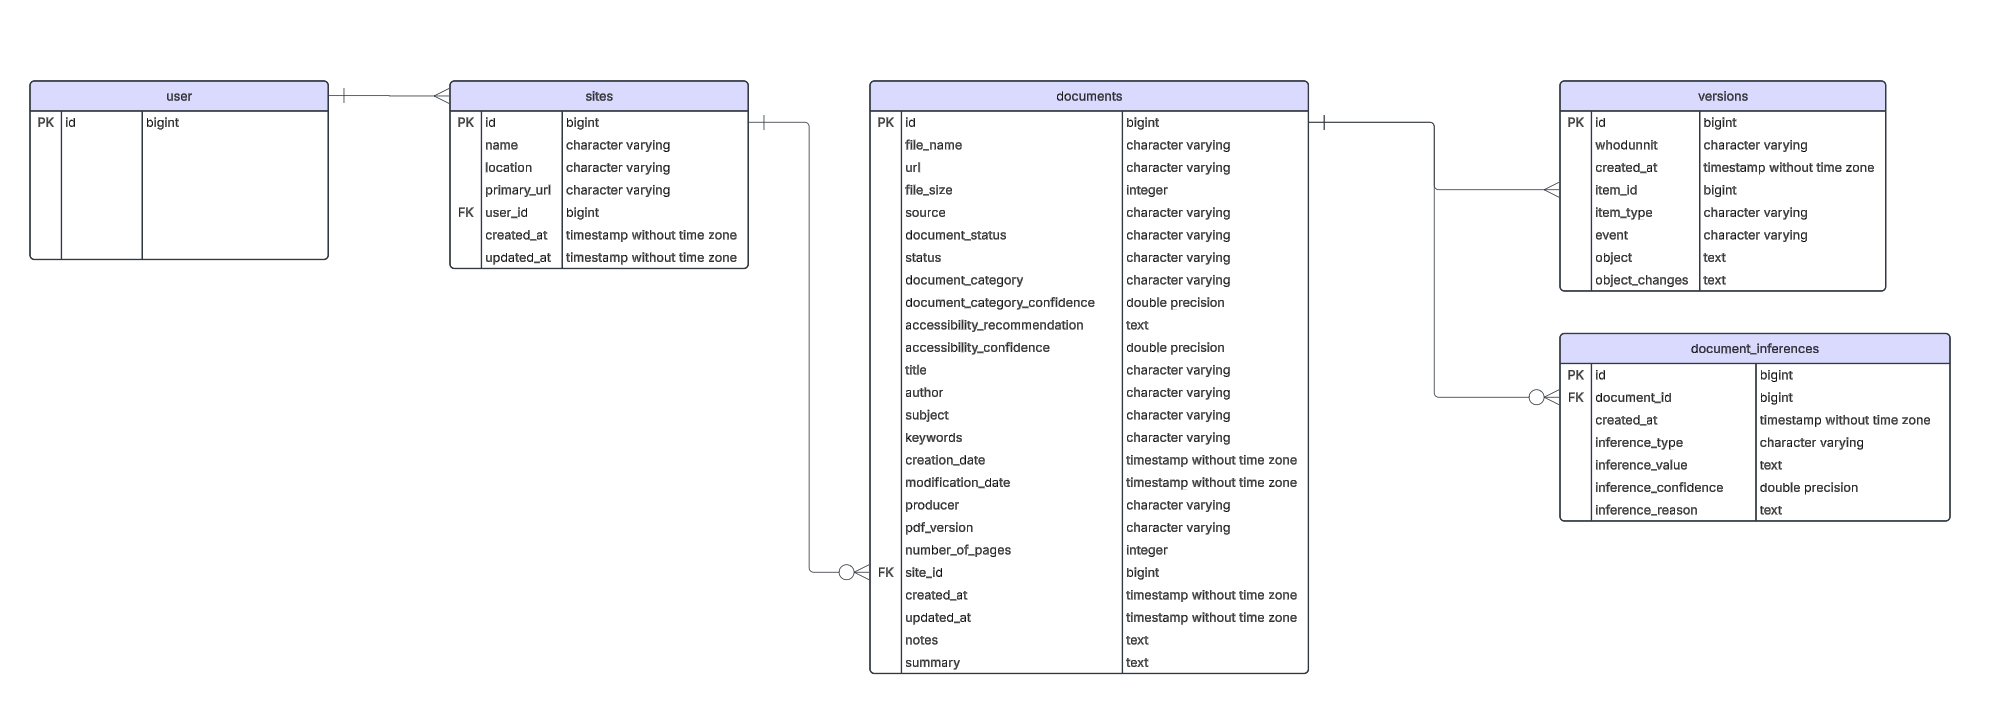 user
PK id bigint
sites
PK id bigint
name character varying
location character varying
primary_url character varying
FK user_id bigint
created_at timestamp without time zone
updated_at timestamp without time zone
documents
PK id bigint
file_name character varying
url character varying
file_size integer
source character varying
document_status character varying
status character varying
document_category character varying
document_category_confidence double precision
accessibility_recommendation text
accessibility_confidence double precision
title character varying
author character varying
subject character varying
keywords character varying
creation_date timestamp without time zone
modification_date timestamp without time zone
producer character varying
pdf_version character varying
number_of_pages integer
FK site_id bigint
created_at timestamp without time zone
updated_at timestamp without time zone
notes text
summary text
versions
PK id bigint
whodunnit character varying
created_at timestamp without time zone
item_id bigint
item_type character varying
event character varying
object text
object_changes text
document_inferences
PK id bigint
FK document_id bigint
created_at timestamp without time zone
inference_type character varying
inference_value text
inference_confidence double precision
inference_reason text